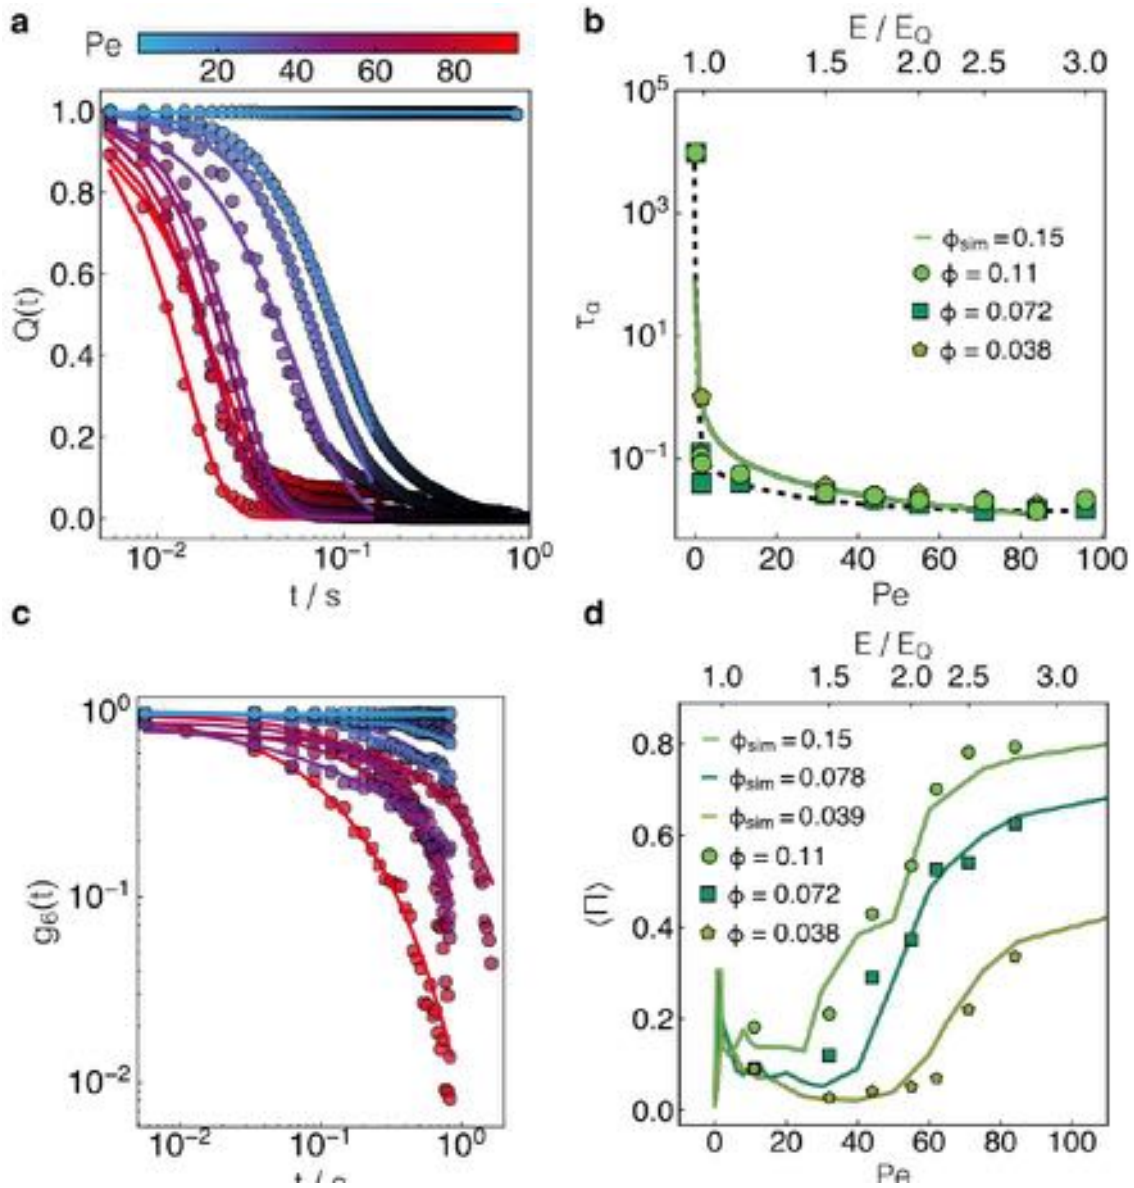 a
Pe
20 40 60 80
1.0
0.8
0.6
0.4
0.2
0.0
Q(t)
10⁻² 10⁻¹ 10⁰
t / s
b
E / E_Q
1.0 1.5 2.0 2.5 3.0
10⁵
10³
10¹
10⁻¹
τ_α
ϕ_sim = 0.15
ϕ = 0.11
ϕ = 0.072
ϕ = 0.038
0 20 40 60 80 100
Pe
c
10⁰
10⁻¹
10⁻²
g₆(t)
10⁻² 10⁻¹ 10⁰
t / s
d
E / E_Q
1.0 1.5 2.0 2.5 3.0
0.8
0.6
0.4
0.2
0.0
⟨Π⟩
ϕ_sim = 0.15
ϕ_sim = 0.078
ϕ_sim = 0.039
ϕ = 0.11
ϕ = 0.072
ϕ = 0.038
0 20 40 60 80 100
Pe